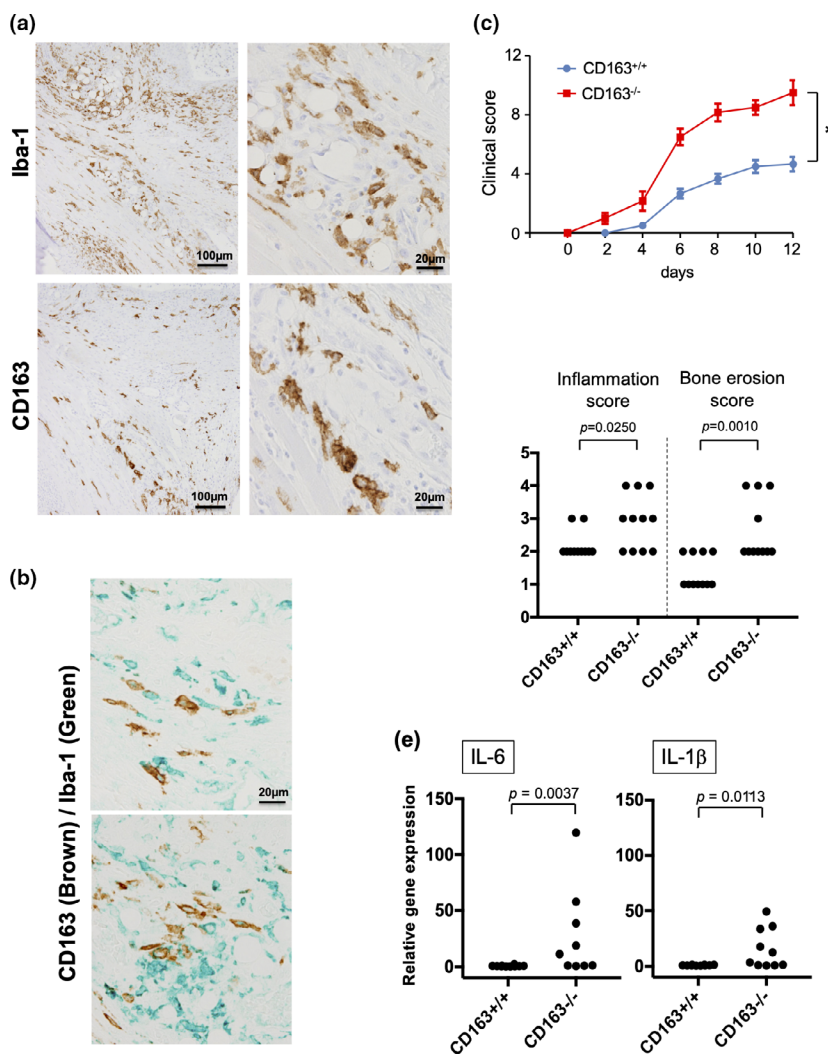 (a)
Iba-1
100μm
20μm
CD163
100μm
20μm
(b)
CD163 (Brown) / Iba-1 (Green)
20μm
(c)
12
8
4
0
Clinical score
CD163+/+
CD163-/-
0 2 4 6 8 10 12
days
Inflammation score
Bone erosion score
p=0.0250
p=0.0010
5
4
3
2
1
0
CD163+/+
CD163-/-
CD163+/+
CD163-/-
(e)
IL-6
p = 0.0037
Relative gene expression
150
100
50
0
CD163+/+
CD163-/-
IL-1β
p = 0.0113
150
100
50
0
CD163+/+
CD163-/-